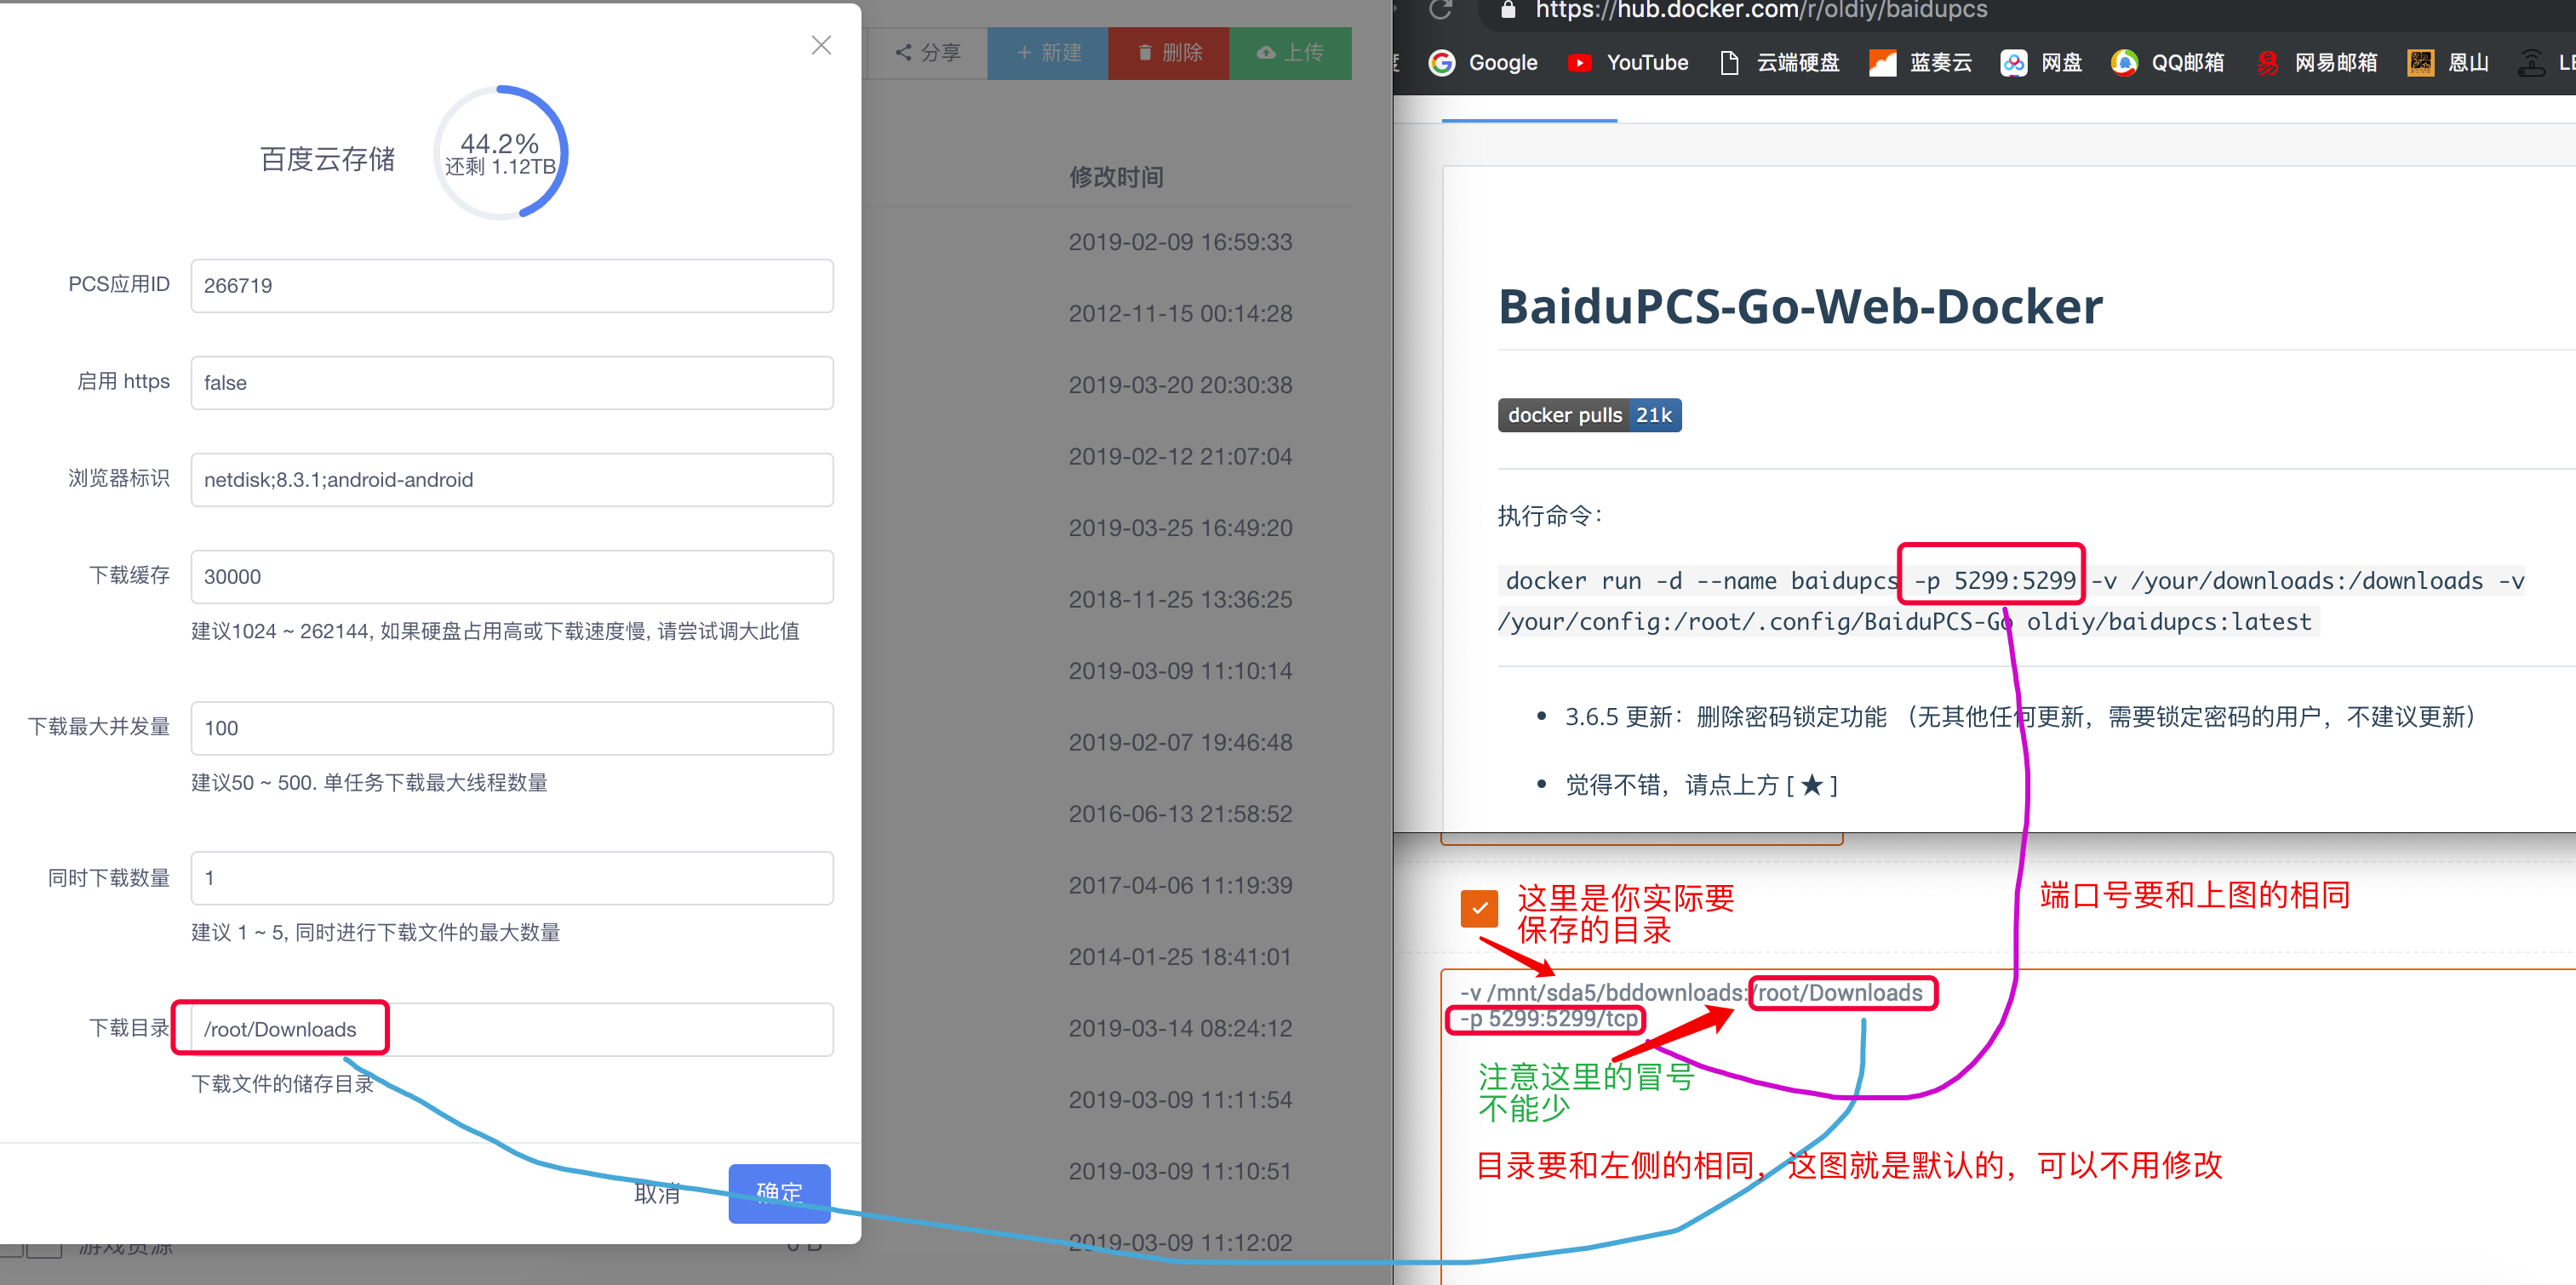 百度云存储
44.2%
还剩 1.12TB
PCS应用ID
266719
启用 https
false
浏览器标识
netdisk;8.3.1;android-android
下载缓存
30000
建议1024 ~ 262144, 如果硬盘占用高或下载速度慢, 请尝试调大此值
下载最大并发量
100
建议50 ~ 500. 单任务下载最大线程数量
同时下载数量
1
建议 1 ~ 5, 同时进行下载文件的最大数量
下载目录
/root/Downloads
下载文件的储存目录
取消
确定
分享
+ 新建
删除
上传
修改时间
2019-02-09 16:59:33
2012-11-15 00:14:28
2019-03-20 20:30:38
2019-02-12 21:07:04
2019-03-25 16:49:20
2018-11-25 13:36:25
2019-03-09 11:10:14
2019-02-07 19:46:48
2016-06-13 21:58:52
2017-04-06 11:19:39
2014-01-25 18:41:01
2019-03-14 08:24:12
2019-03-09 11:11:54
2019-03-09 11:10:51
2019-03-09 11:12:02
游戏资源
0 B
https://hub.docker.com/r/oldiy/baidupcs
Google
YouTube
云端硬盘
蓝奏云
网盘
QQ邮箱
网易邮箱
恩山
BaiduPCS-Go-Web-Docker
docker pulls 21k
执行命令：
docker run -d --name baidupcs -p 5299:5299 -v /your/downloads:/downloads -v
/your/config:/root/.config/BaiduPCS-Go oldiy/baidupcs:latest
3.6.5 更新：删除密码锁定功能 （无其他任何更新，需要锁定密码的用户，不建议更新）
觉得不错，请点上方 [ ★ ]
这里是你实际要
保存的目录
端口号要和上图的相同
-v /mnt/sda5/bddownloads:/root/Downloads
-p 5299:5299/tcp
注意这里的冒号
不能少
目录要和左侧的相同，这图就是默认的，可以不用修改